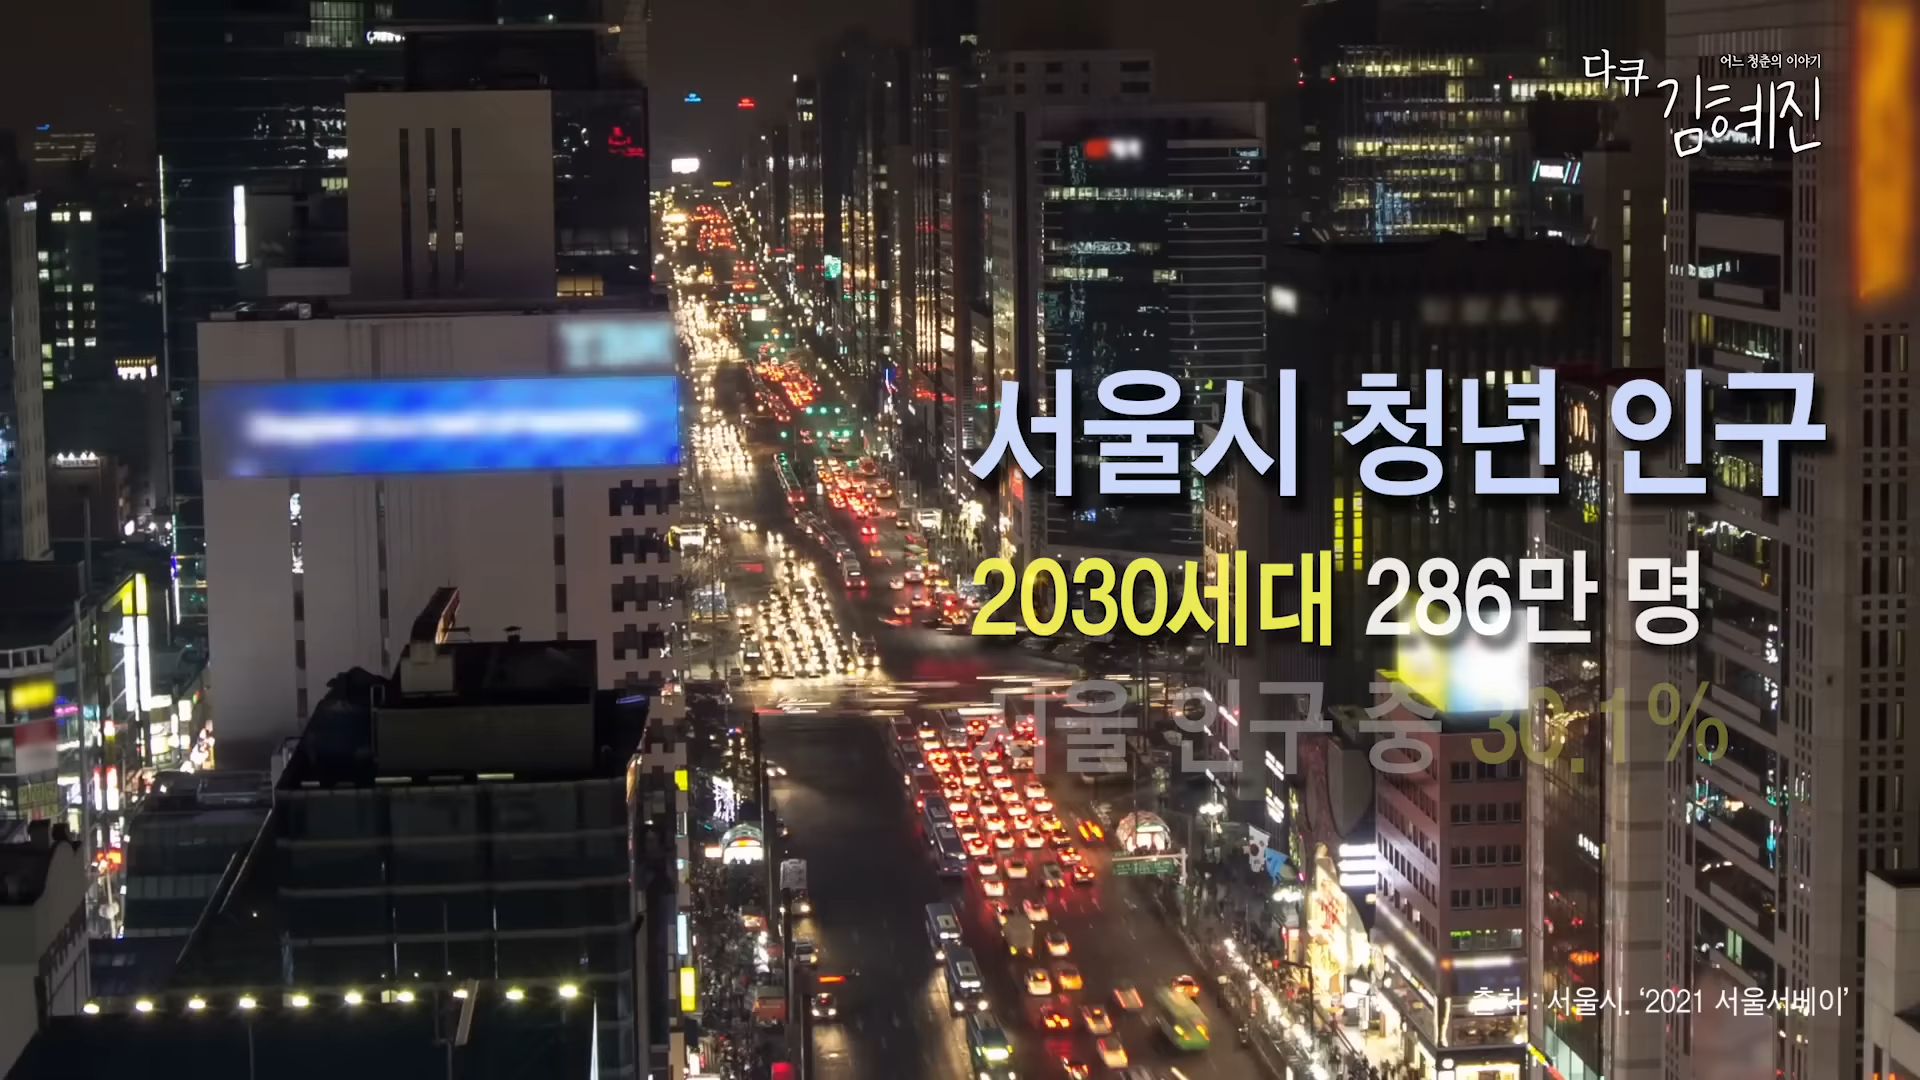 어느 청춘의 이야기
다큐 김혜진
서울시 청년 인구
2030세대 286만 명
서울 인구 중 30.1%
출처 : 서울시. ‘2021 서울서베이’